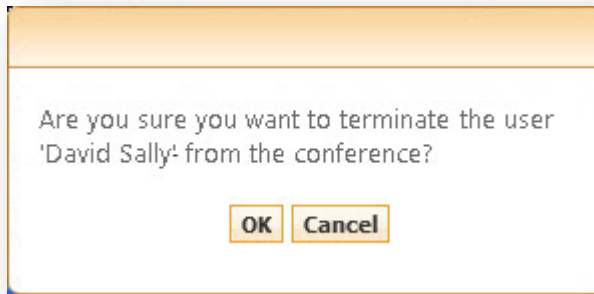 Are you sure you want to terminate the user
'David Sally' from the conference?
OK Cancel